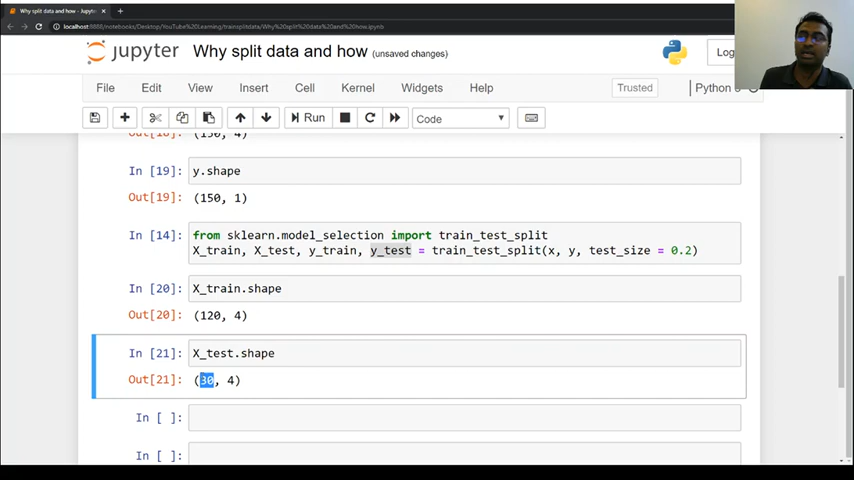 Why split data and how
localhost:8888/notebooks/Desktop/YouTube%20Learning/trainsplitdata/Why%20split%20data%20and%20how.ipynb
jupyter Why split data and how (unsaved changes)
File Edit View Insert Cell Kernel Widgets Help Trusted Python
Run Code
(150, 4)
In [19]: y.shape
Out[19]: (150, 1)
In [14]: from sklearn.model_selection import train_test_split
X_train, X_test, y_train, y_test = train_test_split(x, y, test_size = 0.2)
In [20]: X_train.shape
Out[20]: (120, 4)
In [21]: X_test.shape
Out[21]: (30, 4)
In [ ]:
In [ ]: